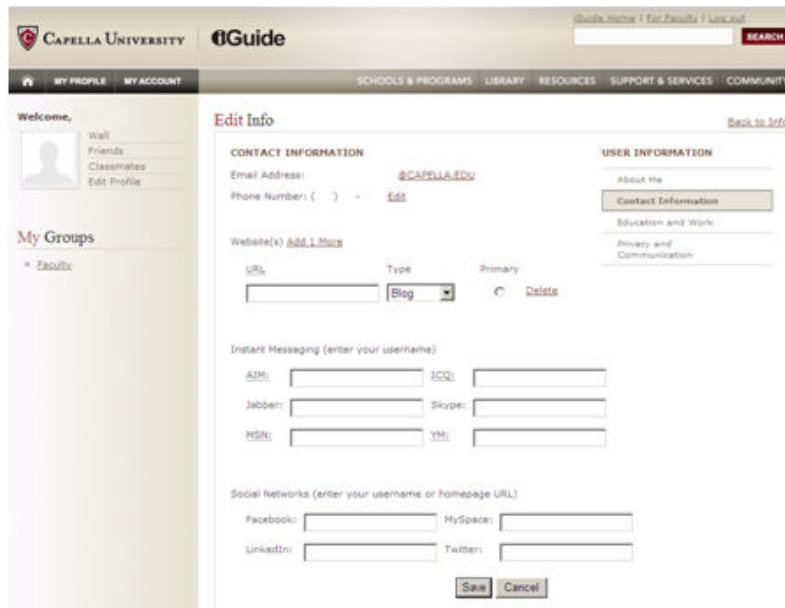 iGuide Home | For Faculty | Log out
CAPELLA UNIVERSITY iGuide
SEARCH
MY PROFILE MY ACCOUNT SCHOOLS & PROGRAMS LIBRARY RESOURCES SUPPORT & SERVICES COMMUNITY
Welcome,
Wall
Friends
Classmates
Edit Profile
My Groups
Faculty
Edit Info
Back to Info
CONTACT INFORMATION
Email Address: @CAPELLA.EDU
Phone Number: ( ) - Edit
Website(s) Add 1 More
URL Type Primary
Blog Delete
Instant Messaging (enter your username)
AIM: ICQ:
Jabber: Skype:
MSN: YM:
Social Networks (enter your username or homepage URL)
Facebook: MySpace:
LinkedIn: Twitter:
Save Cancel
USER INFORMATION
About Me
Contact Information
Education and Work
Privacy and
Communication